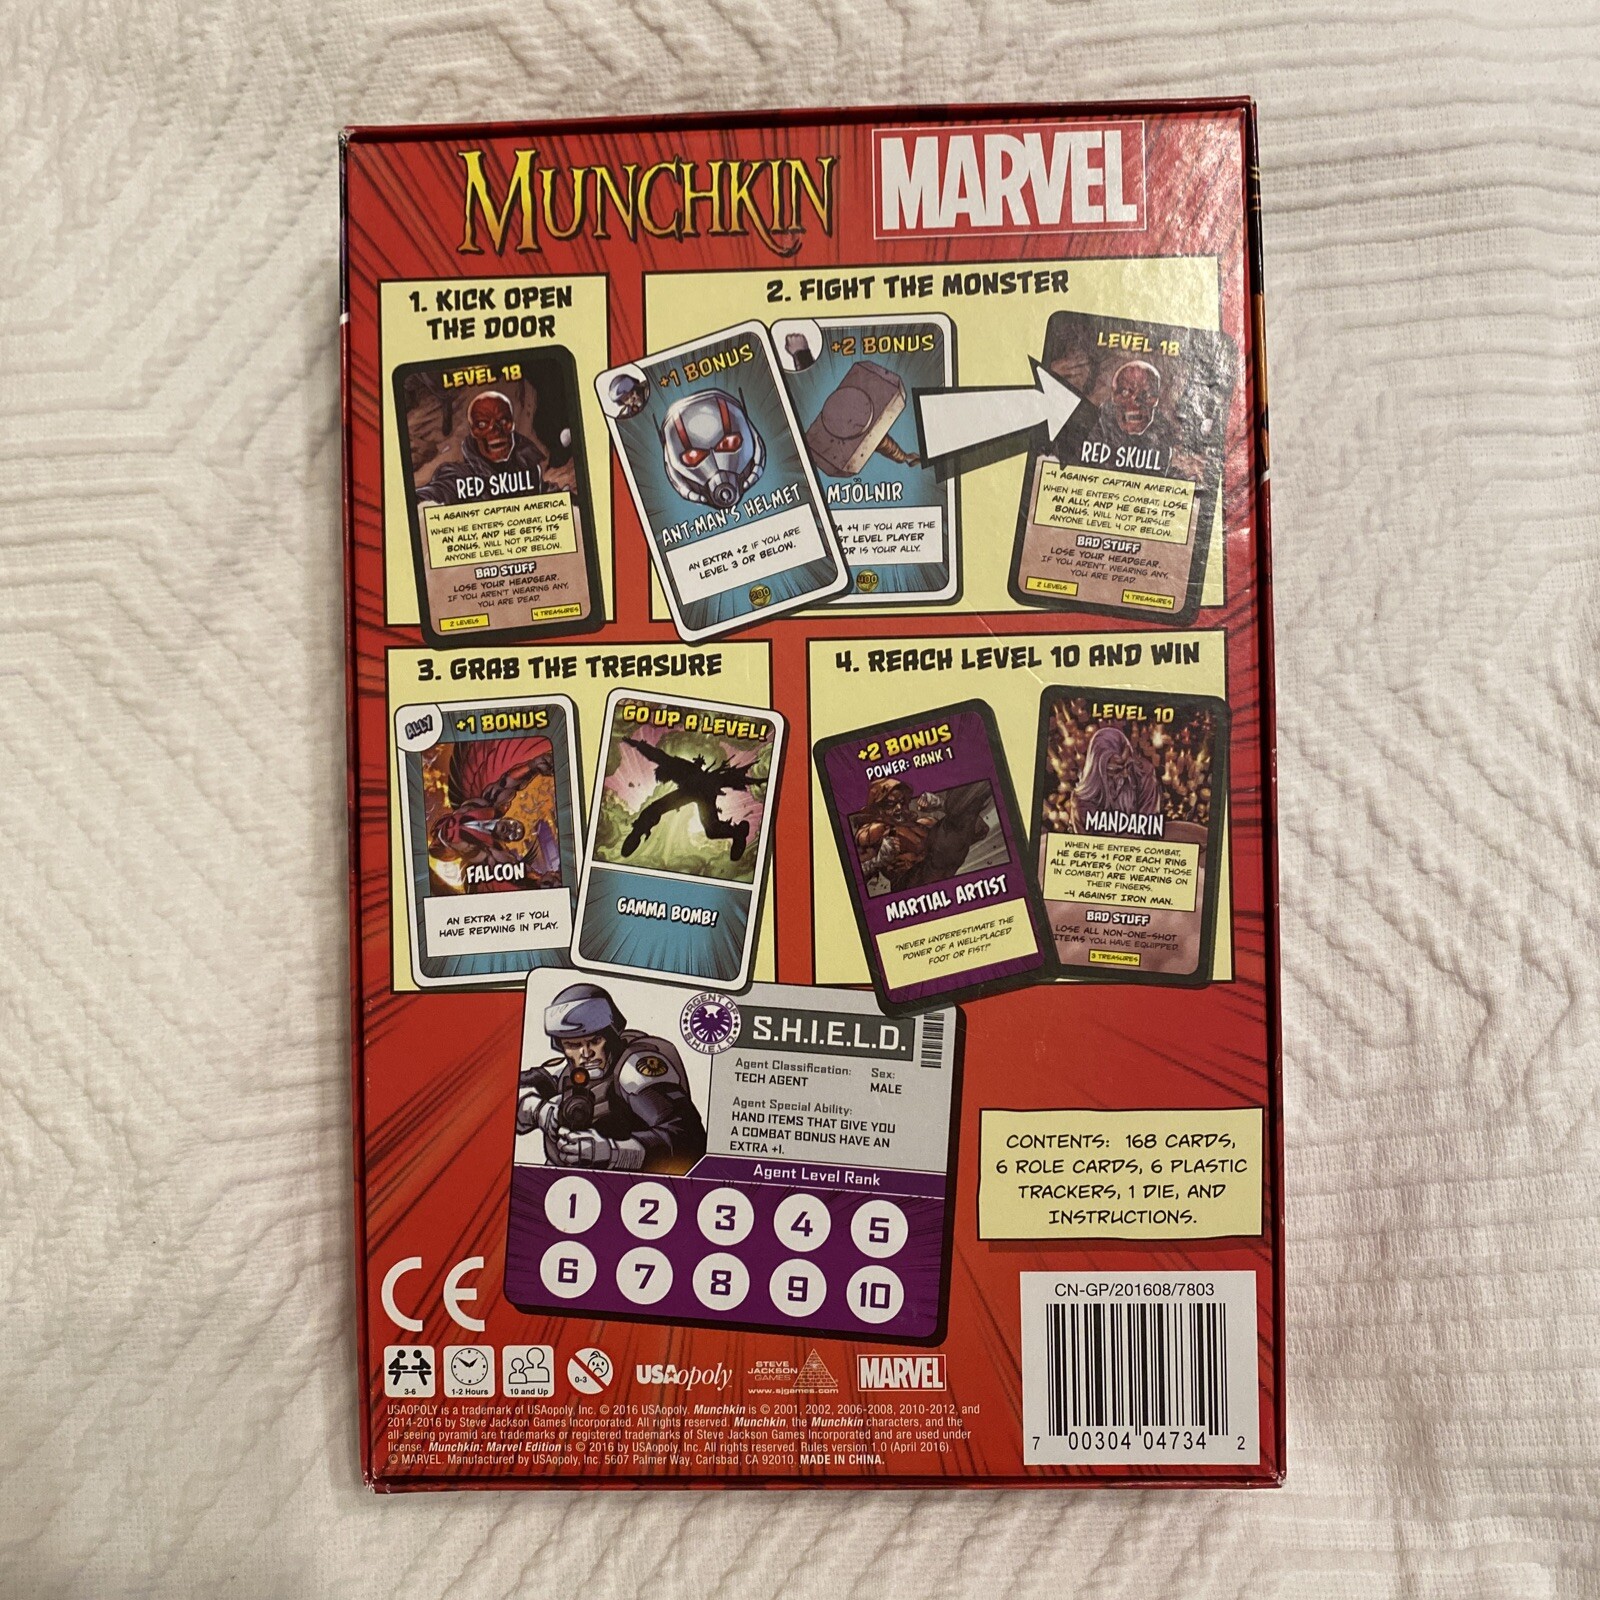 MUNCHKIN
MARVEL
1. KICK OPEN
THE DOOR
LEVEL 18
RED SKULL
-4 AGAINST CAPTAIN AMERICA.
WHEN HE ENTERS COMBAT, LOSE
AN ALLY, AND HE GETS ITS
BONUS. WILL NOT PURSUE
ANYONE LEVEL 4 OR BELOW.
BAD STUFF
LOSE YOUR HEADGEAR.
IF YOU AREN'T WEARING ANY,
YOU ARE DEAD.
2 LEVELS
4 TREASURES
2. FIGHT THE MONSTER
+1 BONUS
ANT-MAN'S HELMET
AN EXTRA +2 IF YOU ARE
LEVEL 3 OR BELOW.
200
+2 BONUS
MJOLNIR
+4 IF YOU ARE THE
LEVEL PLAYER
IS YOUR ALLY.
400
LEVEL 18
RED SKULL
-4 AGAINST CAPTAIN AMERICA.
WHEN HE ENTERS COMBAT, LOSE
AN ALLY, AND HE GETS ITS
BONUS. WILL NOT PURSUE
ANYONE LEVEL 4 OR BELOW.
BAD STUFF
LOSE YOUR HEADGEAR.
IF YOU AREN'T WEARING ANY,
YOU ARE DEAD.
2 LEVELS
4 TREASURES
3. GRAB THE TREASURE
ALLY
+1 BONUS
FALCON
AN EXTRA +2 IF YOU
HAVE REDWING IN PLAY.
GO UP A LEVEL!
GAMMA BOMB!
4. REACH LEVEL 10 AND WIN
+2 BONUS
POWER: RANK 1
MARTIAL ARTIST
"NEVER UNDERESTIMATE THE
POWER OF A WELL-PLACED
FOOT OR FIST!"
LEVEL 10
MANDARIN
WHEN HE ENTERS COMBAT,
HE GETS +1 FOR EACH RING
ALL PLAYERS (NOT ONLY THOSE
IN COMBAT) ARE WEARING ON
THEIR FINGERS.
-4 AGAINST IRON MAN.
BAD STUFF
LOSE ALL NON-ONE-SHOT
ITEMS YOU HAVE EQUIPPED.
3 TREASURES
AGENT OF
S.H.I.E.L.D.
S.H.I.E.L.D.
Agent Classification:
TECH AGENT
Sex:
MALE
Agent Special Ability:
HAND ITEMS THAT GIVE YOU
A COMBAT BONUS HAVE AN
EXTRA +1.
Agent Level Rank
1 2 3 4 5
6 7 8 9 10
CONTENTS: 168 CARDS,
6 ROLE CARDS, 6 PLASTIC
TRACKERS, 1 DIE, AND
INSTRUCTIONS.
CE
CN-GP/201608/7803
7 00304 04734 2
3-6
1-2 Hours
10 and Up
0-3
USAopoly
STEVE
JACKSON
GAMES
www.sjgames.com
MARVEL
USAOPOLY is a trademark of USAopoly, Inc. © 2016 USAopoly. Munchkin is © 2001, 2002, 2006-2008, 2010-2012, and
2014-2016 by Steve Jackson Games Incorporated. All rights reserved. Munchkin, the Munchkin characters, and the
all-seeing pyramid are trademarks or registered trademarks of Steve Jackson Games Incorporated and are used under
license. Munchkin: Marvel Edition is © 2016 by USAopoly, Inc. All rights reserved. Rules version 1.0 (April 2016).
© MARVEL. Manufactured by USAopoly, Inc. 5607 Palmer Way, Carlsbad, CA 92010. MADE IN CHINA.